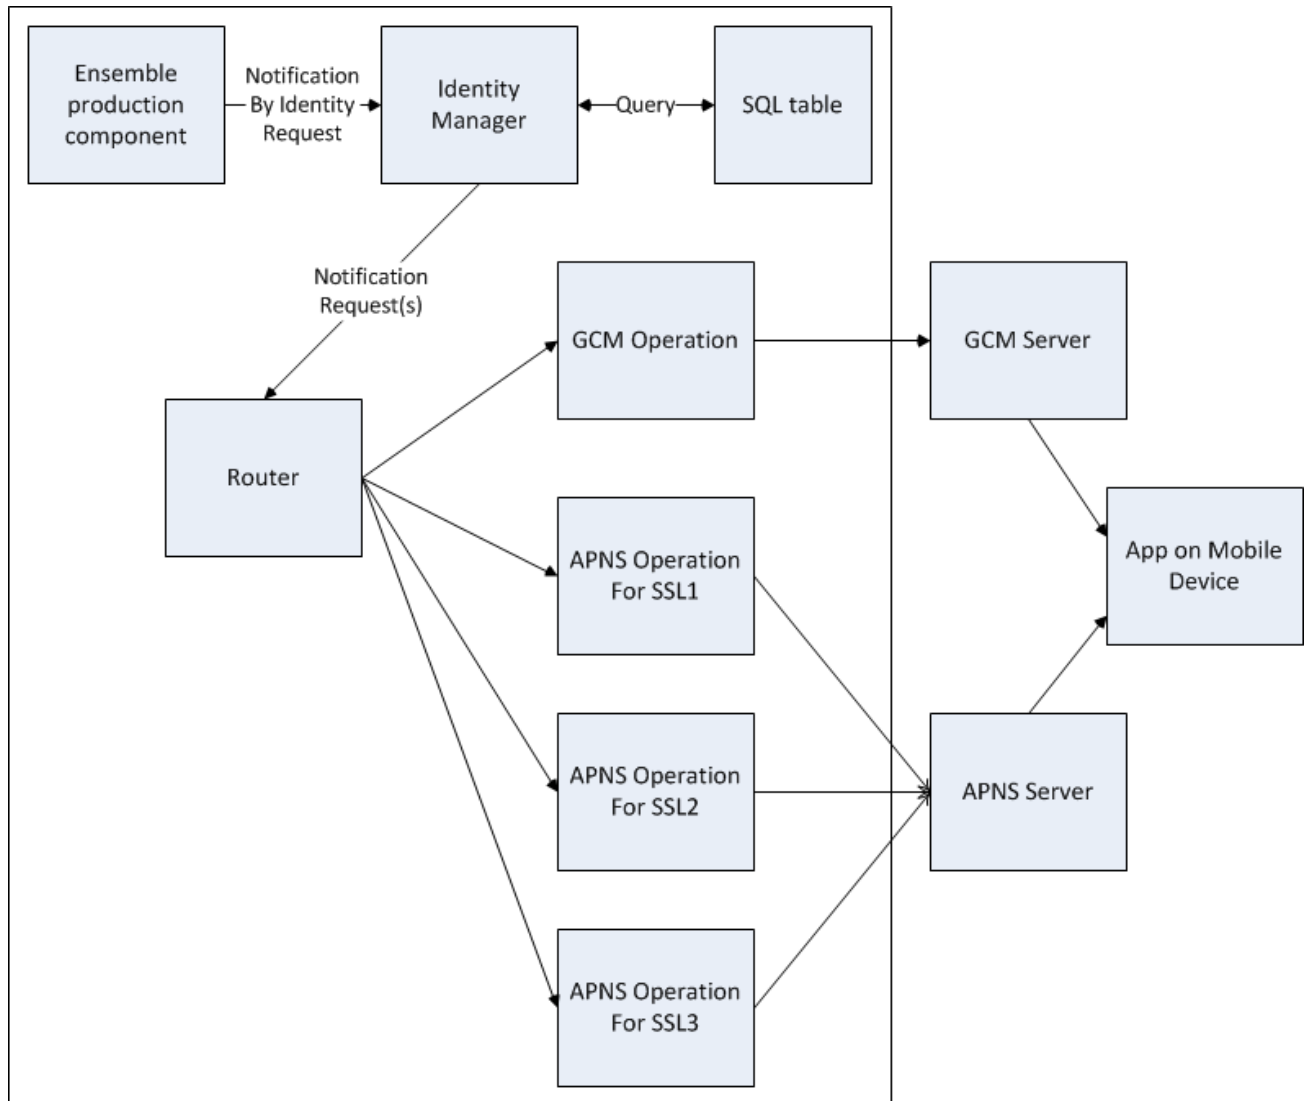 Ensemble
production
component
Notification
By Identity
Request
Identity
Manager
Query
SQL table
Notification
Request(s)
GCM Operation
GCM Server
Router
APNS Operation
For SSL1
App on Mobile
Device
APNS Operation
For SSL2
APNS Server
APNS Operation
For SSL3